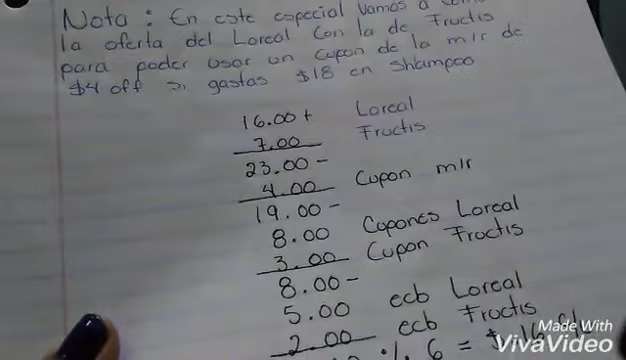 Nota: En este especial Vamos a
la oferta del Loreal con la de Fructis
para poder usar un cupon de la mir de
$4 off si gastas $18 en Shampoo
16.00 + Loreal
7.00 Fructis
23.00 -
4.00 Cupon mir
19.00 -
8.00 Cupones Loreal
3.00 Cupon Fructis
8.00 -
5.00 ecb Loreal
2.00 ecb Fructis
6 = $
Made With
VivaVideo